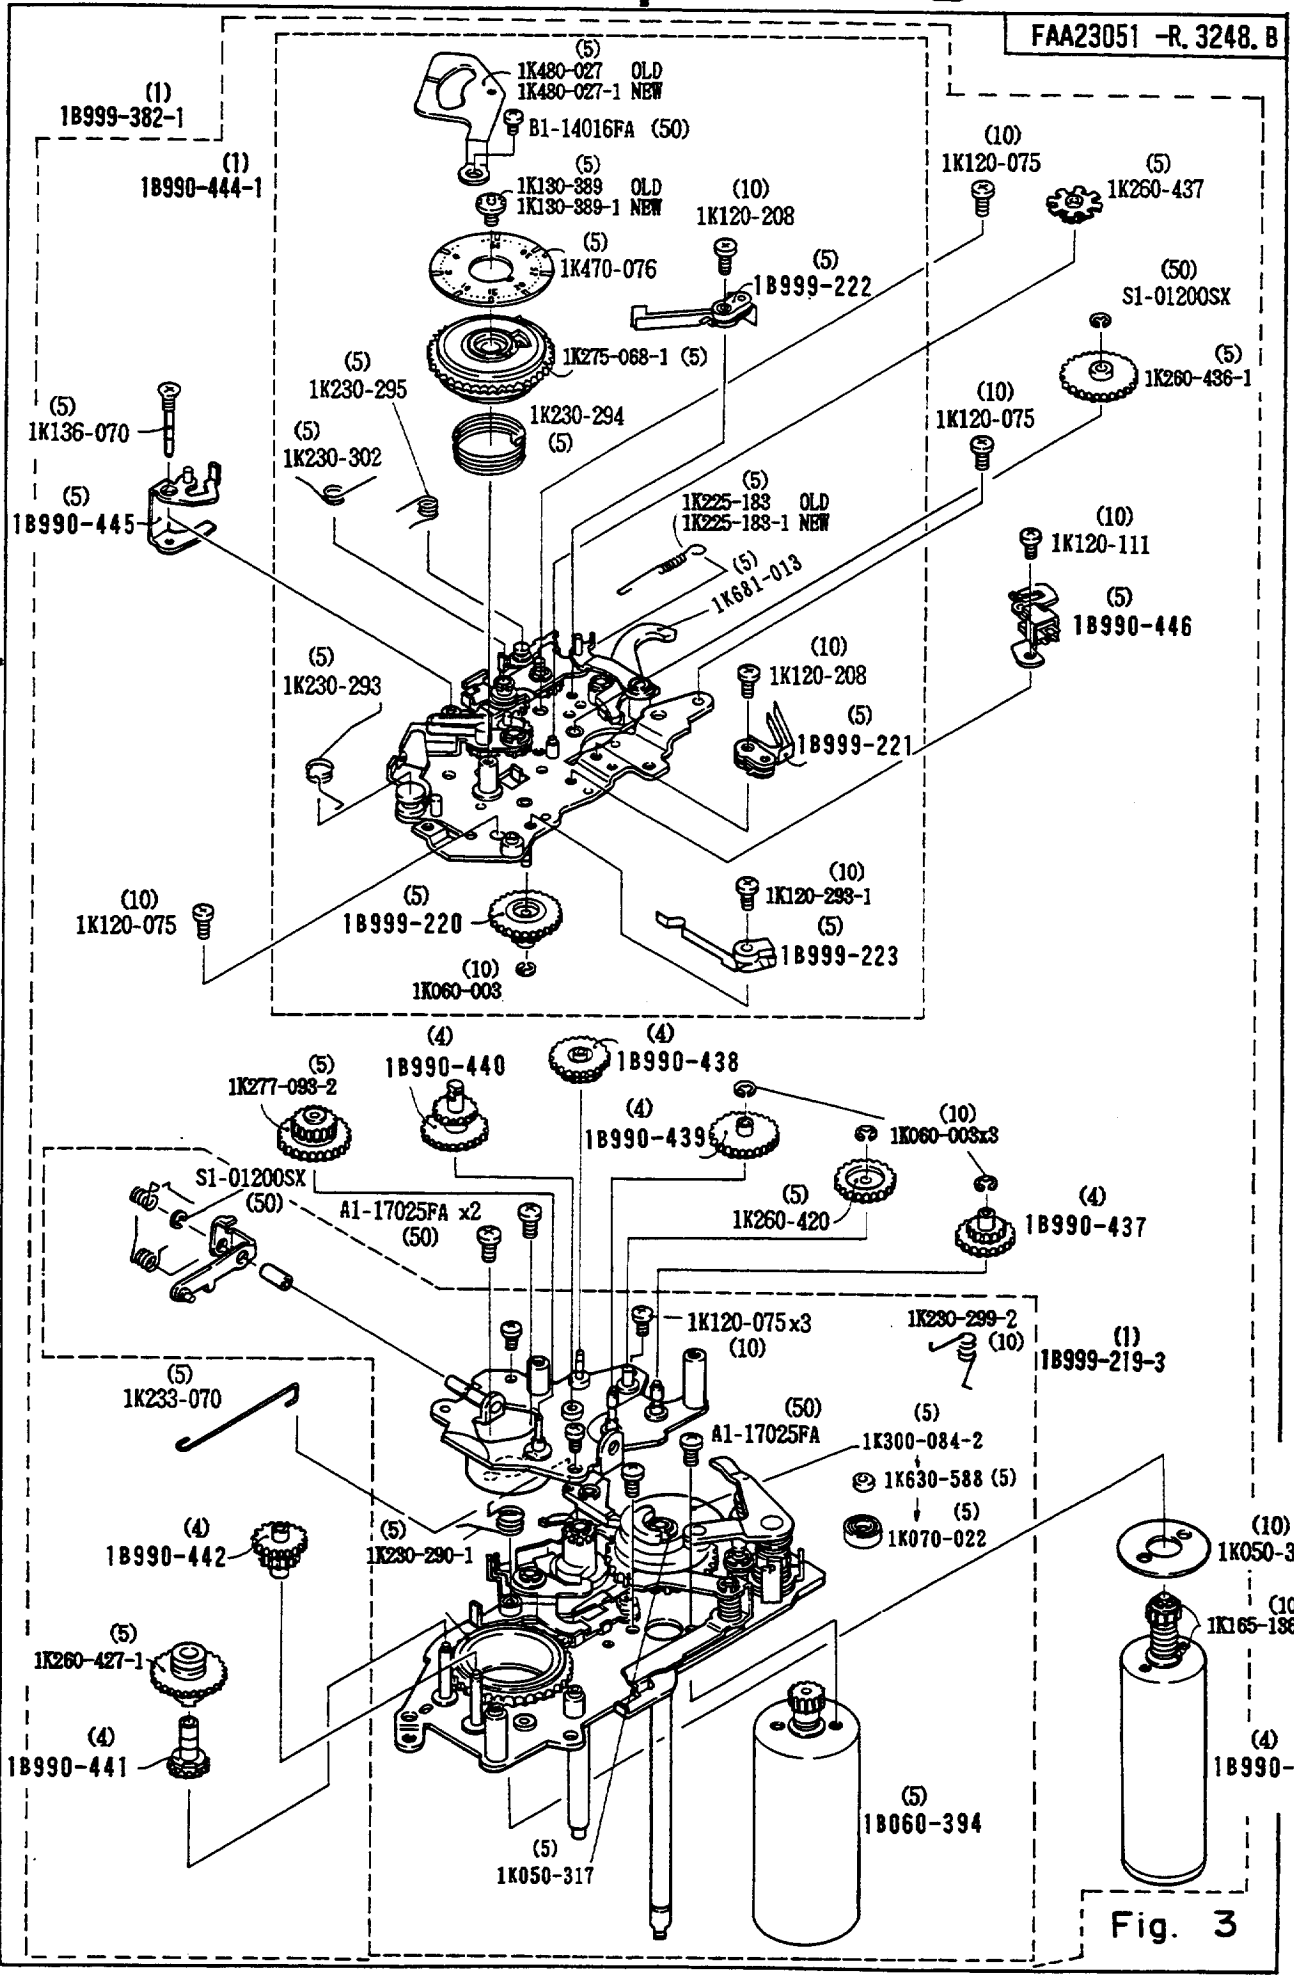 FAA23051 -R.3248.B
(1)
1B999-382-1
(1)
1B990-444-1
(5)
1K480-027 OLD
1K480-027-1 NEW
B1-14016FA (50)
(5)
1K130-389 OLD
1K130-389-1 NEW
(10)
1K120-208
(10)
1K120-075
(5)
1K260-437
(5)
1K470-076
(5)
1B999-222
(50)
S1-01200SX
1K275-068-1 (5)
(5)
1K260-436-1
(5)
1K230-295
1K230-294
(5)
(10)
1K120-075
(5)
1K136-070
(5)
1K230-302
(5)
1B990-445
(5)
1K225-183 OLD
1K225-183-1 NEW
(5)
1K681-013
(10)
1K120-111
(5)
1B990-446
(5)
1K230-293
(10)
1K120-208
(5)
1B999-221
(10)
1K120-075
(5)
1B999-220
(10)
1K060-003
(10)
1K120-293-1
(5)
1B999-223
(5)
1K277-093-2
(4)
1B990-440
(4)
1B990-438
(4)
1B990-439
(10)
1K060-003x3
S1-01200SX
(50)
A1-17025FA x2
(50)
(5)
1K260-420
(4)
1B990-437
1K120-075x3
(10)
1K230-299-2
(10)
(1)
1B999-219-3
(5)
1K233-070
(50)
A1-17025FA
(5)
1K300-084-2
1K630-588 (5)
(5)
1K070-022
(4)
1B990-442
(5)
1K230-290-1
(10)
1K050-3
(5)
1K260-427-1
1K165-136
(4)
1B990-441
(4)
1B990-
(5)
1B060-394
(5)
1K050-317
Fig. 3